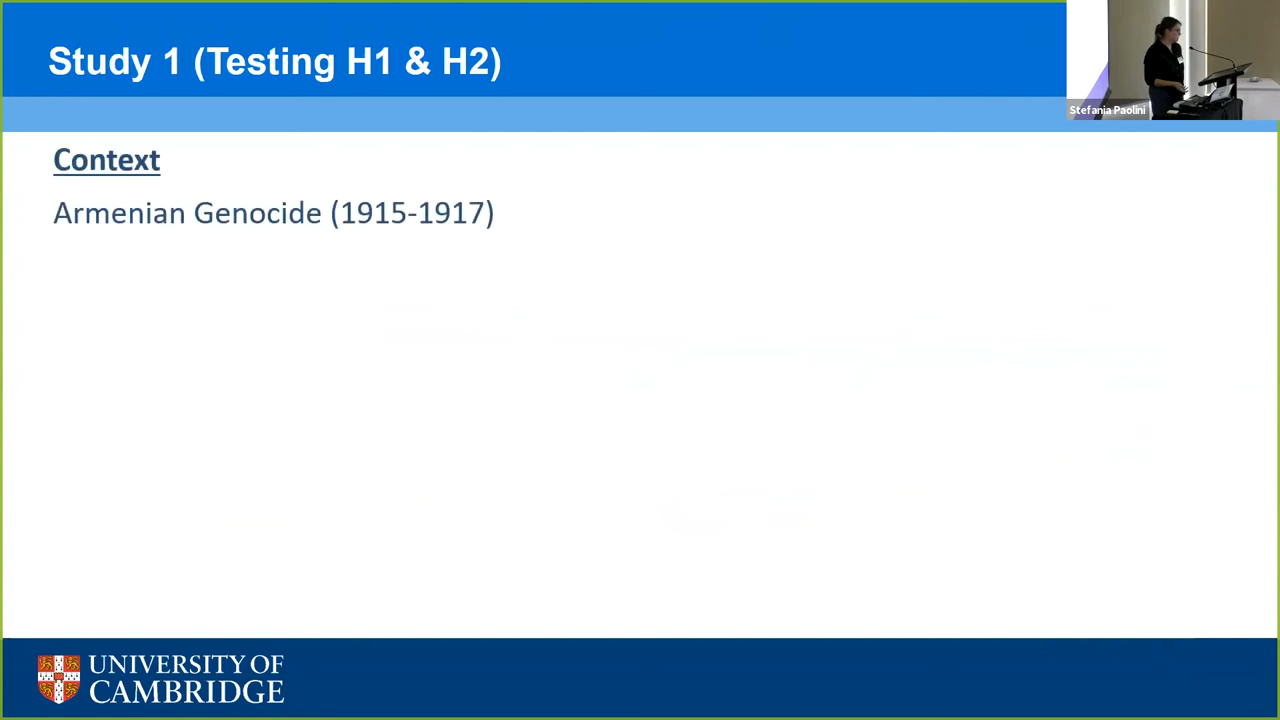 Study 1 (Testing H1 & H2)
Stefania Paolini
Context
Armenian Genocide (1915-1917)
UNIVERSITY OF
CAMBRIDGE